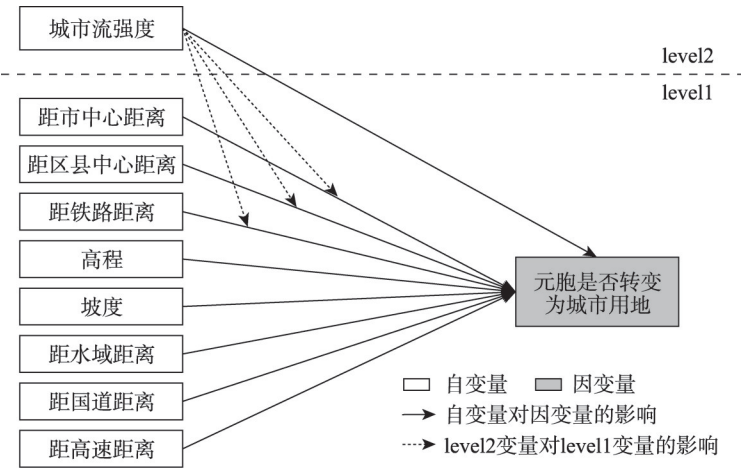 城市流强度
level2
level1
距市中心距离
距区县中心距离
距铁路距离
高程
坡度
距水域距离
距国道距离
距高速距离
元胞是否转变
为城市用地
自变量 因变量
自变量对因变量的影响
level2变量对level1变量的影响